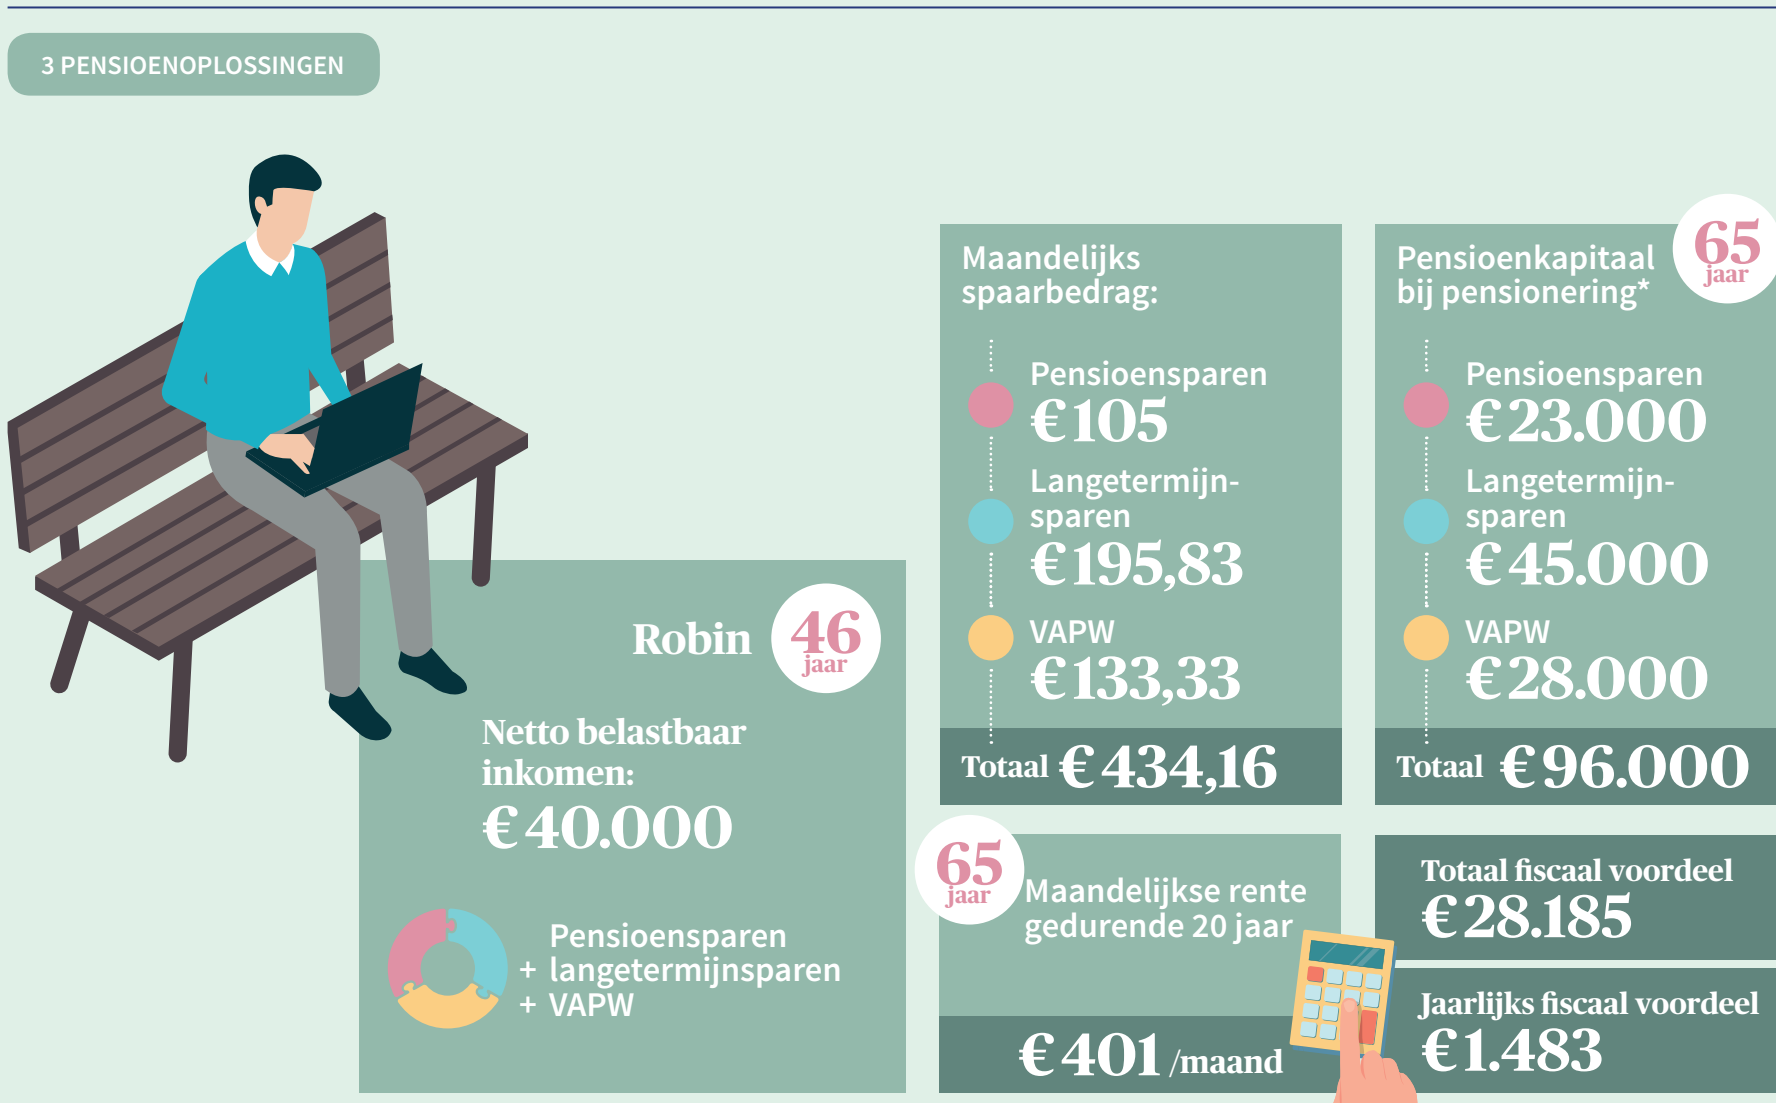 3 PENSIOENOPLOSSINGEN
Robin
46
jaar
Netto belastbaar
inkomen:
€ 40.000
Pensioensparen
+ langetermijnsparen
+ VAPW
Maandelijks
spaarbedrag:
Pensioensparen
€ 105
Langetermijn-
sparen
€ 195,83
VAPW
€ 133,33
Totaal € 434,16
Pensioenkapitaal
bij pensionering*
65
jaar
Pensioensparen
€ 23.000
Langetermijn-
sparen
€ 45.000
VAPW
€ 28.000
Totaal € 96.000
65
jaar
Maandelijkse rente
gedurende 20 jaar
€ 401 /maand
Totaal fiscaal voordeel
€ 28.185
Jaarlijks fiscaal voordeel
€ 1.483